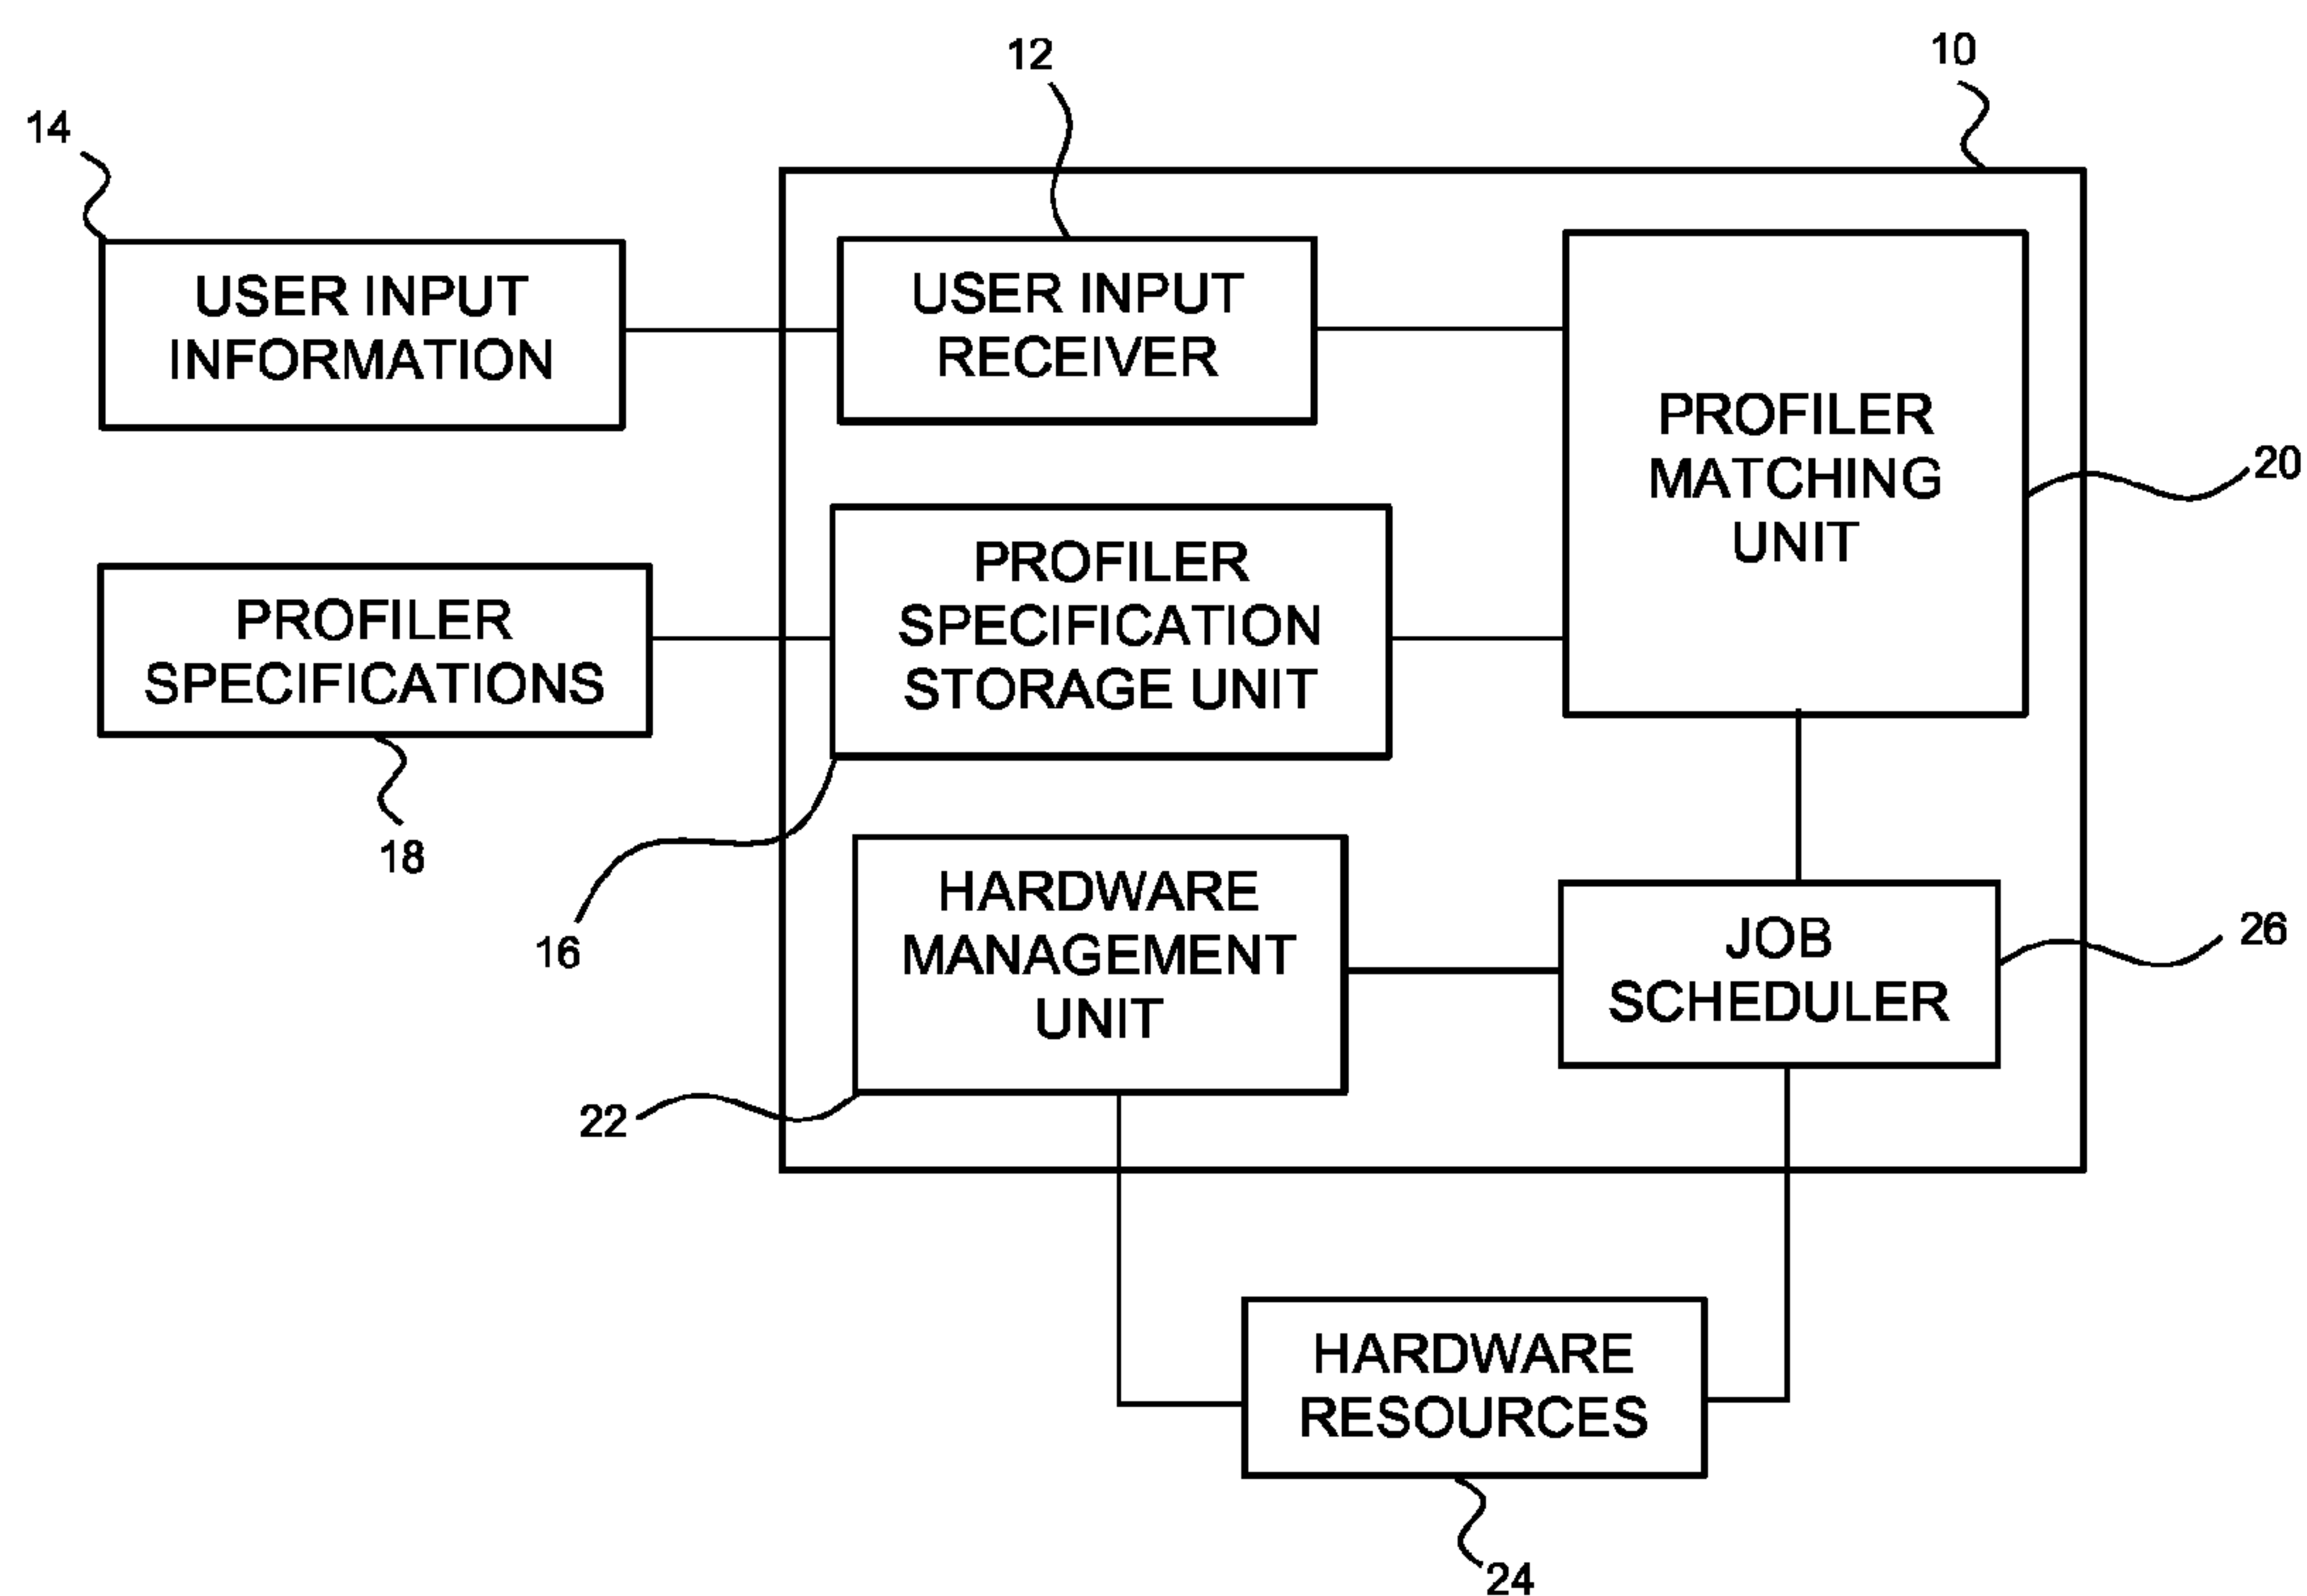 12
10
14
USER INPUT
INFORMATION
USER INPUT
RECEIVER
PROFILER
MATCHING
UNIT
20
PROFILER
SPECIFICATIONS
18
PROFILER
SPECIFICATION
STORAGE UNIT
16
HARDWARE
MANAGEMENT
UNIT
22
JOB
SCHEDULER
26
HARDWARE
RESOURCES
24